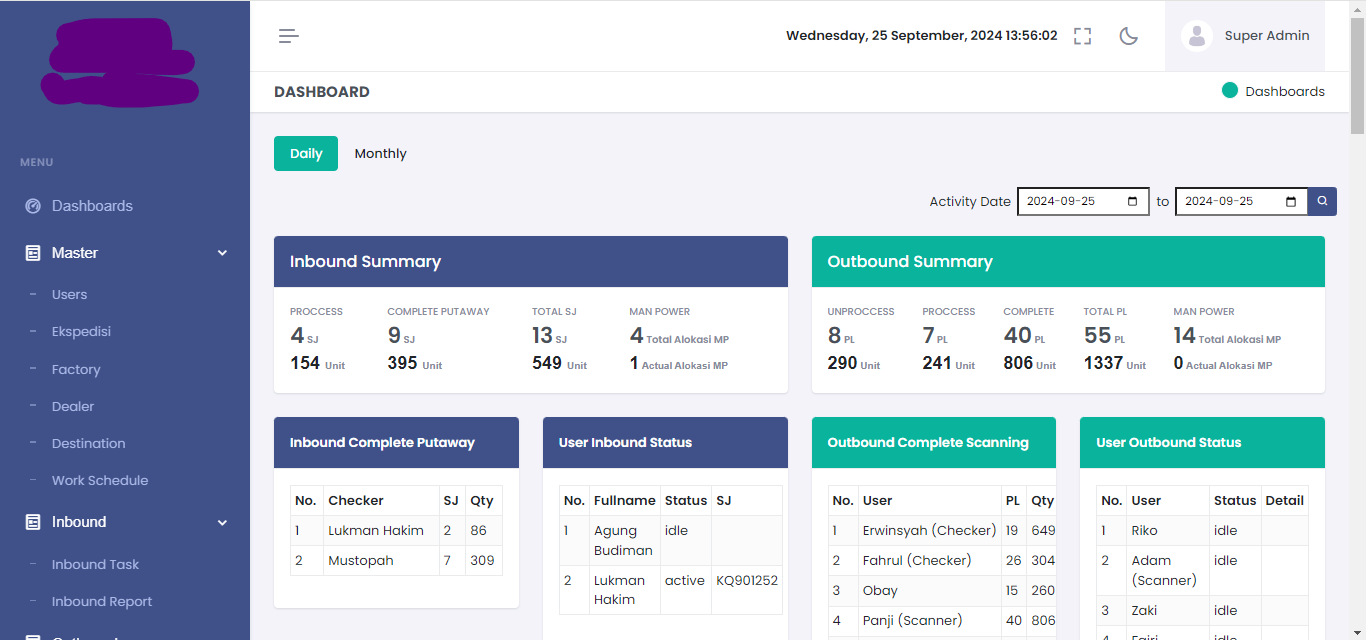 Wednesday, 25 September, 2024 13:56:02
Super Admin
DASHBOARD
Dashboards
MENU
Dashboards
Master
Users
Ekspedisi
Factory
Dealer
Destination
Work Schedule
Inbound
Inbound Task
Inbound Report
Daily Monthly
Activity Date 2024-09-25 to 2024-09-25
Inbound Summary
PROCCESS COMPLETE PUTAWAY TOTAL SJ MAN POWER
4 SJ 9 SJ 13 SJ 4 Total Alokasi MP
154 Unit 395 Unit 549 Unit 1 Actual Alokasi MP
Outbound Summary
UNPROCCESS PROCCESS COMPLETE TOTAL PL MAN POWER
8 PL 7 PL 40 PL 55 PL 14 Total Alokasi MP
290 Unit 241 Unit 806 Unit 1337 Unit 0 Actual Alokasi MP
Inbound Complete Putaway
No. Checker SJ Qty
1 Lukman Hakim 2 86
2 Mustopah 7 309
User Inbound Status
No. Fullname Status SJ
1 Agung idle
Budiman
2 Lukman active KQ901252
Hakim
Outbound Complete Scanning
No. User PL Qty
1 Erwinsyah (Checker) 19 649
2 Fahrul (Checker) 26 304
3 Obay 15 260
4 Panji (Scanner) 40 806
User Outbound Status
No. User Status Detail
1 Riko idle
2 Adam idle
(Scanner)
3 Zaki idle